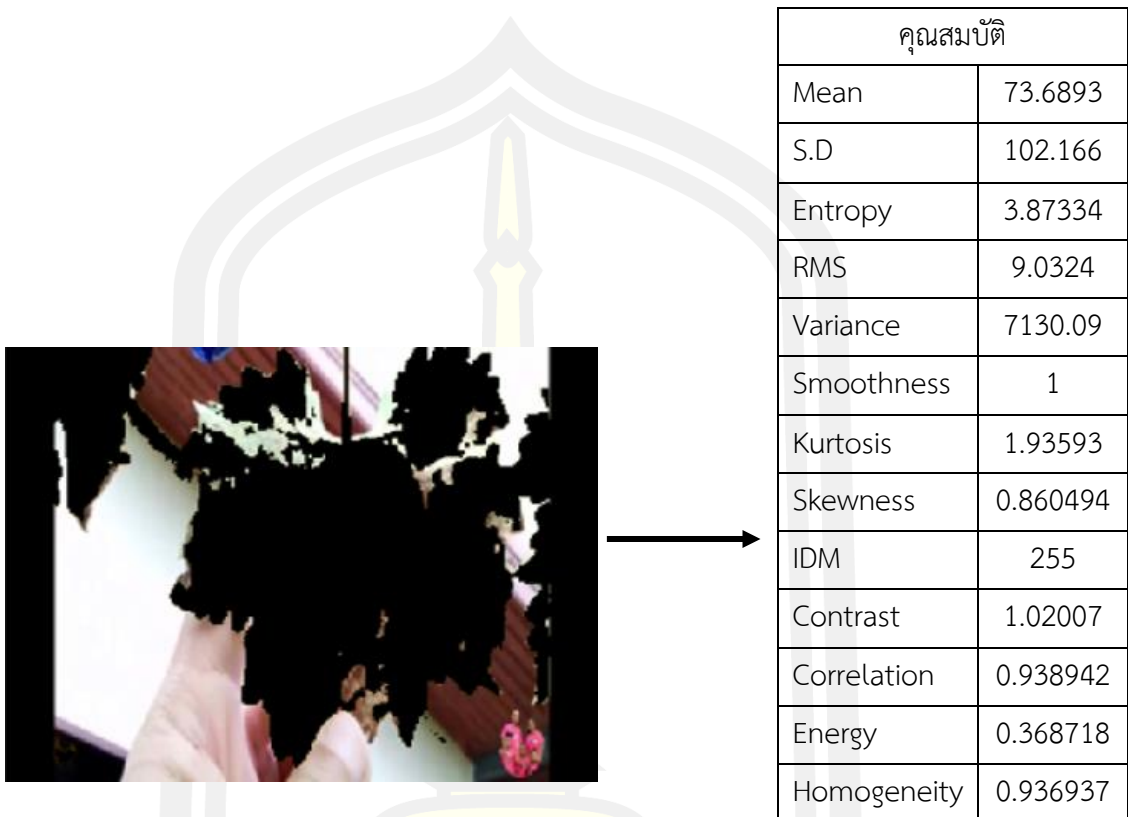 คุณสมบัติ
Mean 73.6893
S.D 102.166
Entropy 3.87334
RMS 9.0324
Variance 7130.09
Smoothness 1
Kurtosis 1.93593
Skewness 0.860494
IDM 255
Contrast 1.02007
Correlation 0.938942
Energy 0.368718
Homogeneity 0.936937